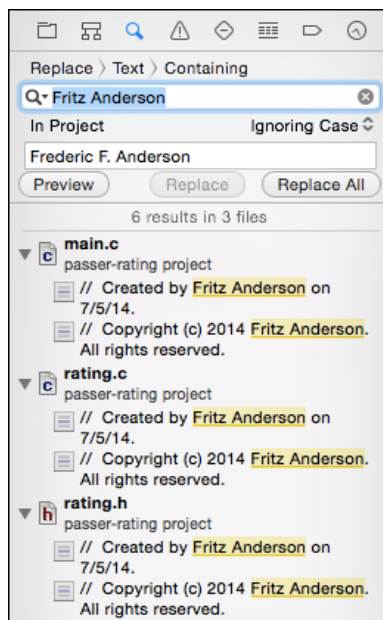 Replace 〉 Text 〉 Containing
Fritz Anderson
In Project Ignoring Case
Frederic F. Anderson
Preview Replace Replace All
6 results in 3 files
c main.c
passer-rating project
// Created by Fritz Anderson on
7/5/14.
// Copyright (c) 2014 Fritz Anderson.
All rights reserved.
c rating.c
passer-rating project
// Created by Fritz Anderson on
7/5/14.
// Copyright (c) 2014 Fritz Anderson.
All rights reserved.
h rating.h
passer-rating project
// Created by Fritz Anderson on
7/5/14.
// Copyright (c) 2014 Fritz Anderson.
All rights reserved.